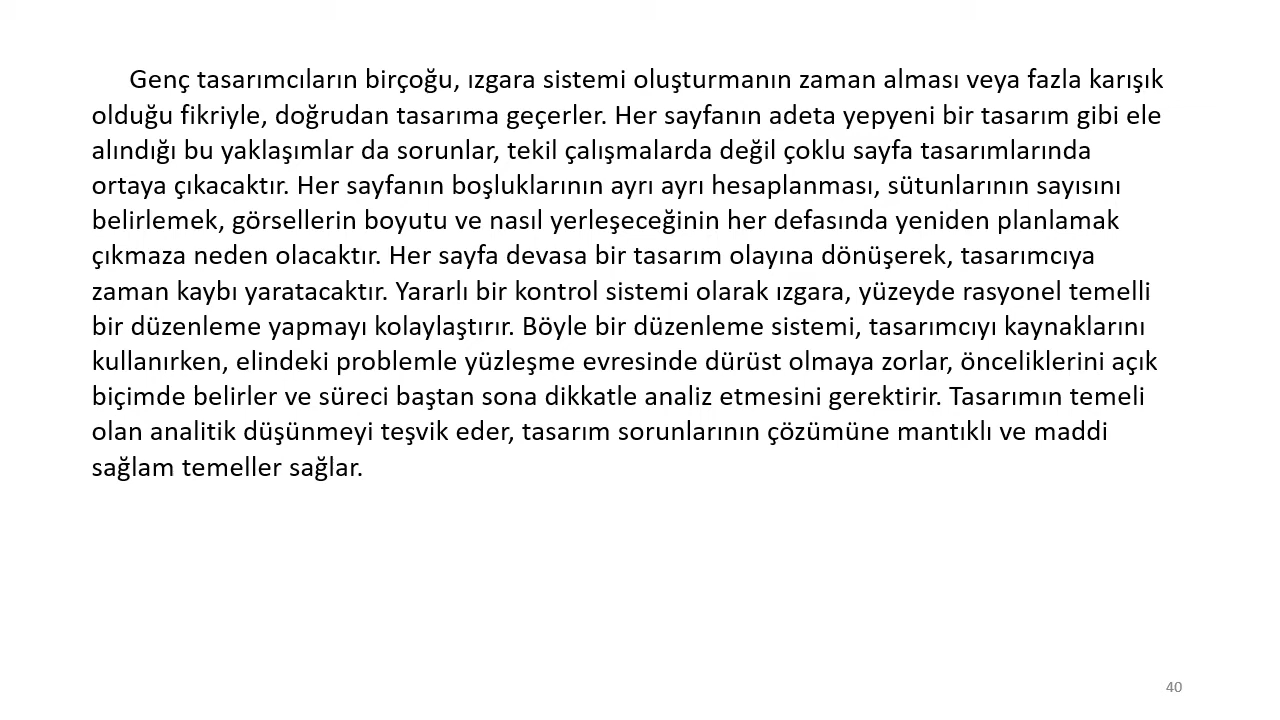 Genç tasarımcıların birçoğu, ızgara sistemi oluşturmanın zaman alması veya fazla karışık
olduğu fikriyle, doğrudan tasarıma geçerler. Her sayfanın adeta yepyeni bir tasarım gibi ele
alındığı bu yaklaşımlar da sorunlar, tekil çalışmalarda değil çoklu sayfa tasarımlarında
ortaya çıkacaktır. Her sayfanın boşluklarının ayrı ayrı hesaplanması, sütunlarının sayısını
belirlemek, görsellerin boyutu ve nasıl yerleşeceğinin her defasında yeniden planlamak
çıkmaza neden olacaktır. Her sayfa devasa bir tasarım olayına dönüşerek, tasarımcıya
zaman kaybı yaratacaktır. Yararlı bir kontrol sistemi olarak ızgara, yüzeyde rasyonel temelli
bir düzenleme yapmayı kolaylaştırır. Böyle bir düzenleme sistemi, tasarımcıyı kaynaklarını
kullanırken, elindeki problemle yüzleşme evresinde dürüst olmaya zorlar, önceliklerini açık
biçimde belirler ve süreci baştan sona dikkatle analiz etmesini gerektirir. Tasarımın temeli
olan analitik düşünmeyi teşvik eder, tasarım sorunlarının çözümüne mantıklı ve maddi
sağlam temeller sağlar.
40